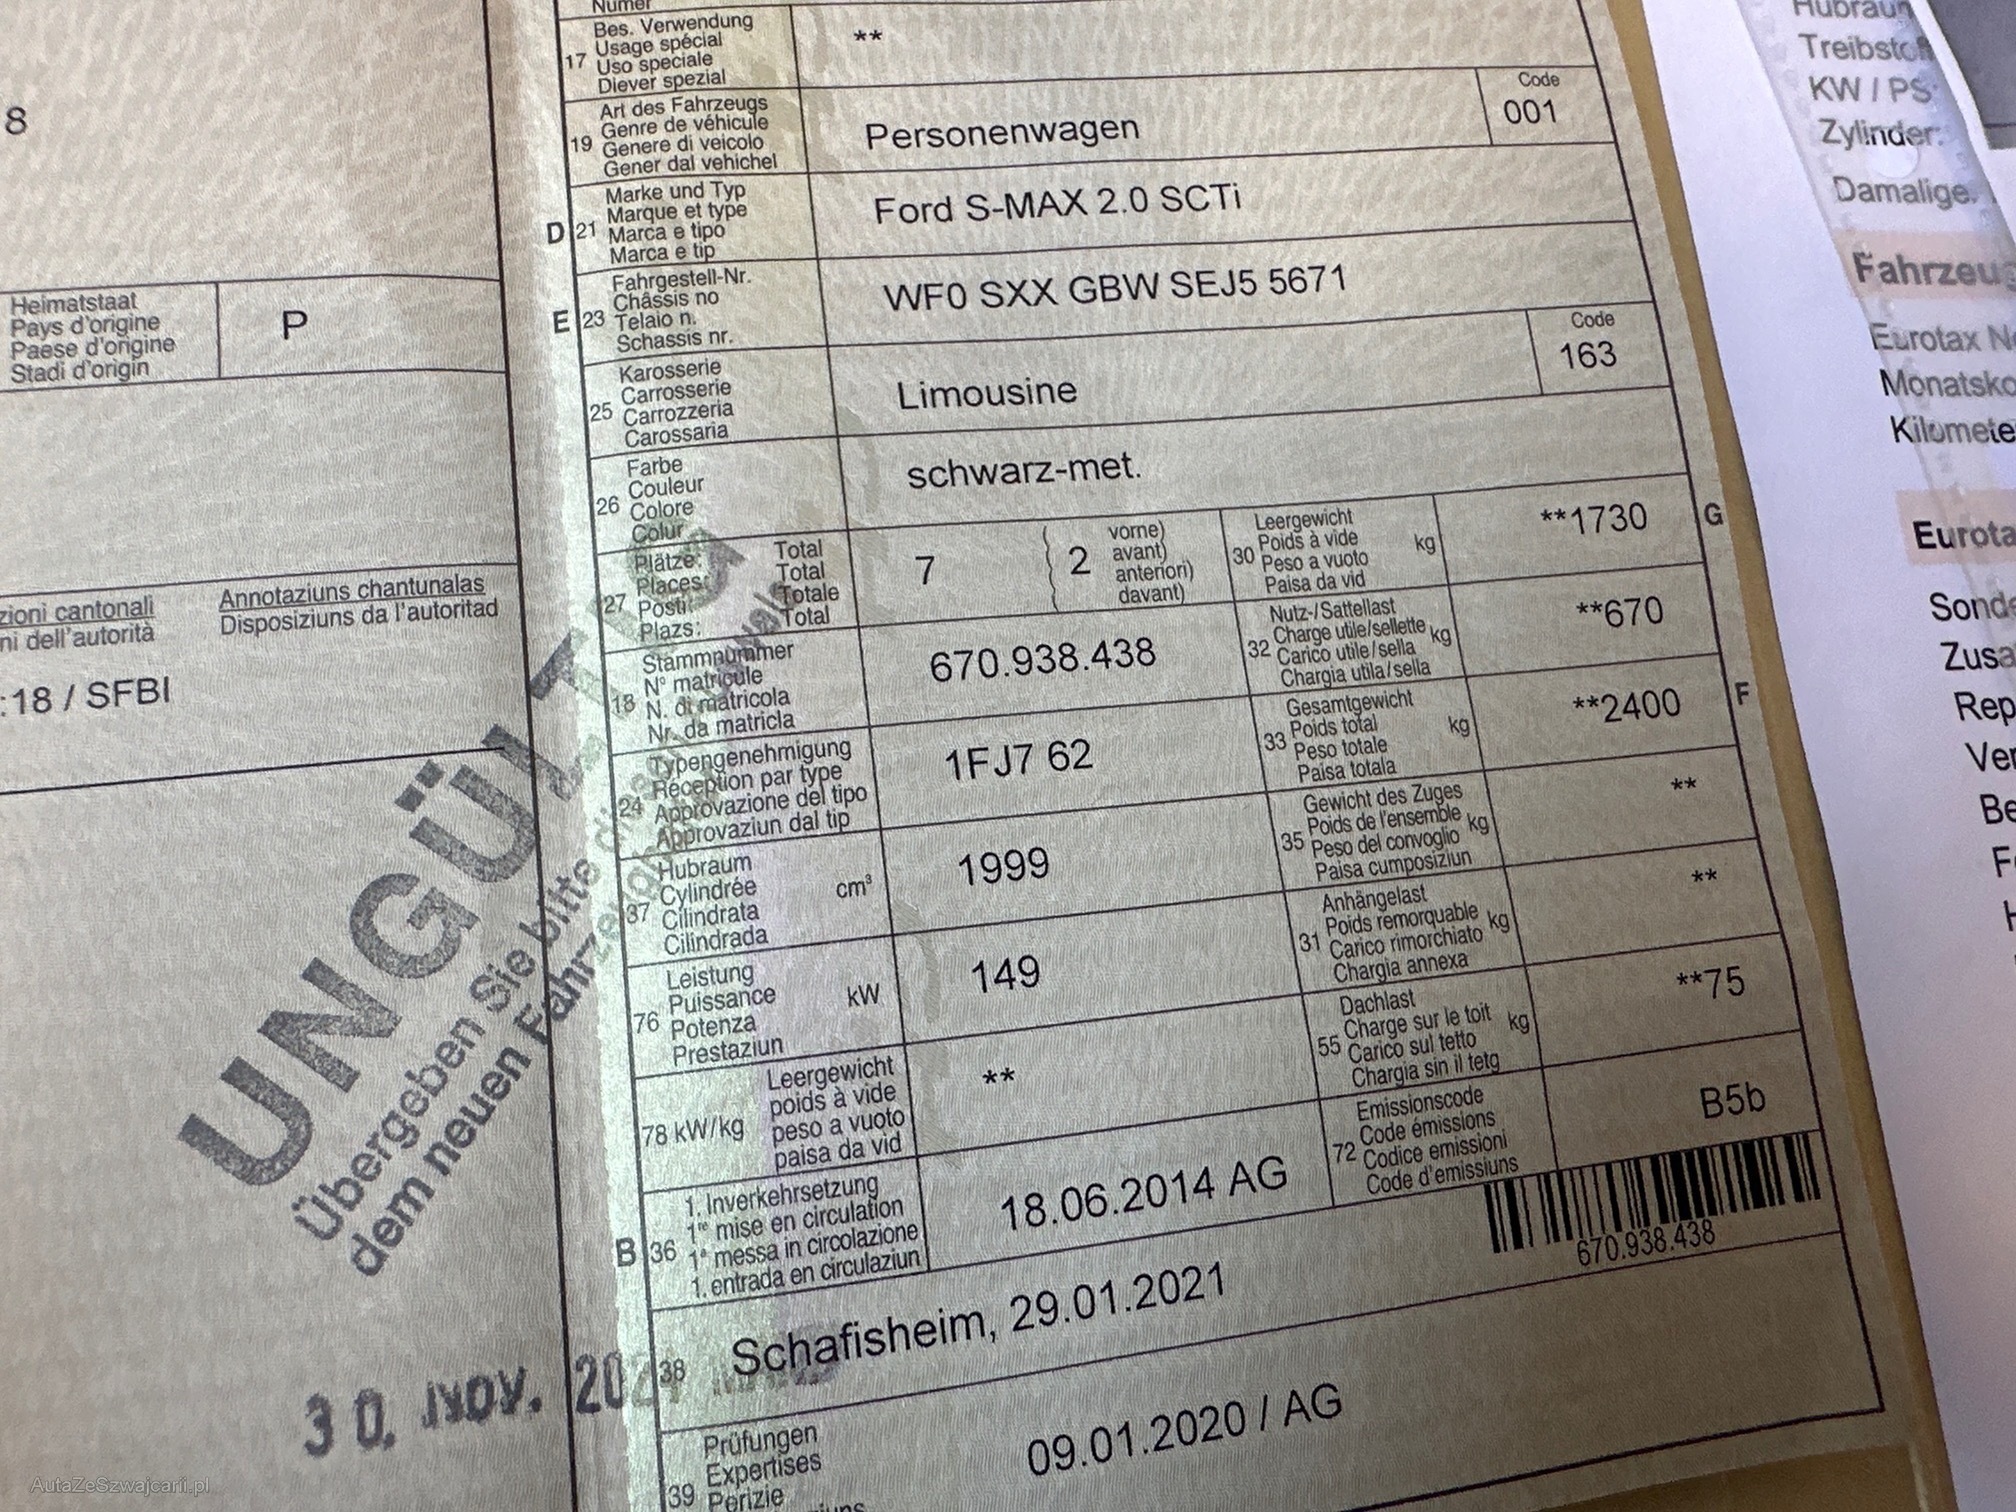 8
Heimatstaat
Pays d'origine
Paese d'origine
Stadi d'origin
P
zioni cantonali
ni dell'autorità
Annotaziuns chantunalas
Disposiziuns da l'autoritad
:18 / SFBI
UNGÜLTIG
Übergeben Sie bitte
dem neuen Fahrze
30. NOV. 202
Numer
17
Bes. Verwendung
Usage spécial
Uso speciale
Diever spezial
**
19
Art des Fahrzeugs
Genre de véhicule
Genere di veicolo
Gener dal vehichel
Personenwagen
Code
001
D 21
Marke und Typ
Marque et type
Marca e tipo
Marca e tip
Ford S-MAX 2.0 SCTi
E 23
Fahrgestell-Nr.
Châssis no
Telaio n.
Schassis nr.
WF0 SXX GBW SEJ5 5671
25
Karosserie
Carrosserie
Carrozzeria
Carossaria
Limousine
Code
163
26
Farbe
Couleur
Colore
Colur
schwarz-met.
27
Plätze: Total
Places: Total
Posti: Totale
Plazs: Total
7
2
vorne)
avant)
anteriori)
davant)
30
Leergewicht
Poids à vide
Peso a vuoto
Paisa da vid
kg
**1730
G
18
Stammnummer
N° matricule
N. di matricola
Nr. da matricla
670.938.438
32
Nutz-/Sattellast
Charge utile/sellette
Carico utile/sella
Chargia utila/sella
kg
**670
24
Typengenehmigung
Réception par type
Approvazione del tipo
Approvaziun dal tip
1FJ7 62
33
Gesamtgewicht
Poids total
Peso totale
Paisa totala
kg
**2400
F
37
Hubraum
Cylindrée
Cilindrata
Cilindrada
cm³
1999
35
Gewicht des Zuges
Poids de l'ensemble
Peso del convoglio
Paisa cumposiziun
kg
**
76
Leistung
Puissance
Potenza
Prestaziun
kW
149
31
Anhängelast
Poids remorquable
Carico rimorchiato
Chargia annexa
kg
**
78 kW/kg
Leergewicht
poids à vide
peso a vuoto
paisa da vid
**
55
Dachlast
Charge sur le toit
Carico sul tetto
Chargia sin il tetg
kg
**75
B 36
1. Inverkehrsetzung
1re mise en circulation
1a messa in circolazione
1. entrada en circulaziun
18.06.2014 AG
72
Emissionscode
Code émissions
Codice emissioni
Code d'emissiuns
B5b
670.938.438
38
Schafisheim, 29.01.2021
39
Prüfungen
Expertises
Perizie
09.01.2020 / AG
Hubraum
Treibstoff
KW / PS:
Zylinder:
Damalige.
Fahrzeug
Eurotax N
Monatsko
Kilomete
Eurota
Sonde
Zusa
Rep
Ver
Be
F
H
AutaZeSzwajcarii.pl